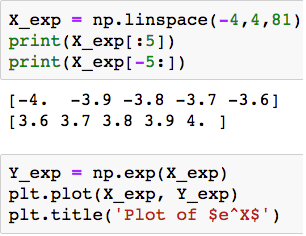 X_exp = np.linspace(-4,4,81)
print(X_exp[:5])
print(X_exp[-5:])
[-4.  -3.9 -3.8 -3.7 -3.6]
[3.6 3.7 3.8 3.9 4. ]
Y_exp = np.exp(X_exp)
plt.plot(X_exp, Y_exp)
plt.title('Plot of $e^X$')